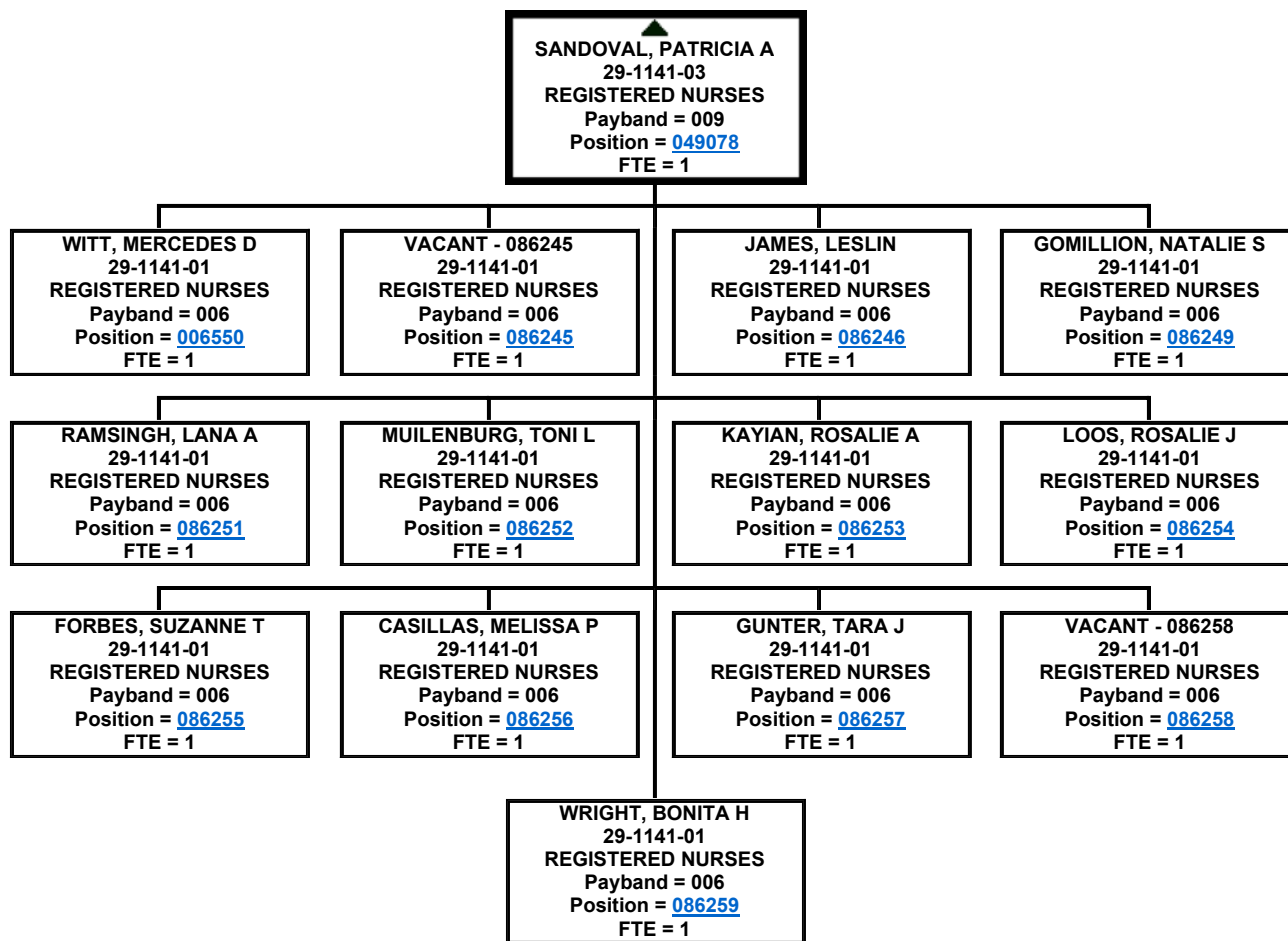 SANDOVAL, PATRICIA A
29-1141-03
REGISTERED NURSES
Payband = 009
Position = 049078
FTE = 1
WITT, MERCEDES D
29-1141-01
REGISTERED NURSES
Payband = 006
Position = 006550
FTE = 1
VACANT - 086245
29-1141-01
REGISTERED NURSES
Payband = 006
Position = 086245
FTE = 1
JAMES, LESLIN
29-1141-01
REGISTERED NURSES
Payband = 006
Position = 086246
FTE = 1
GOMILLION, NATALIE S
29-1141-01
REGISTERED NURSES
Payband = 006
Position = 086249
FTE = 1
RAMSINGH, LANA A
29-1141-01
REGISTERED NURSES
Payband = 006
Position = 086251
FTE = 1
MUILENBURG, TONI L
29-1141-01
REGISTERED NURSES
Payband = 006
Position = 086252
FTE = 1
KAYIAN, ROSALIE A
29-1141-01
REGISTERED NURSES
Payband = 006
Position = 086253
FTE = 1
LOOS, ROSALIE J
29-1141-01
REGISTERED NURSES
Payband = 006
Position = 086254
FTE = 1
FORBES, SUZANNE T
29-1141-01
REGISTERED NURSES
Payband = 006
Position = 086255
FTE = 1
CASILLAS, MELISSA P
29-1141-01
REGISTERED NURSES
Payband = 006
Position = 086256
FTE = 1
GUNTER, TARA J
29-1141-01
REGISTERED NURSES
Payband = 006
Position = 086257
FTE = 1
VACANT - 086258
29-1141-01
REGISTERED NURSES
Payband = 006
Position = 086258
FTE = 1
WRIGHT, BONITA H
29-1141-01
REGISTERED NURSES
Payband = 006
Position = 086259
FTE = 1